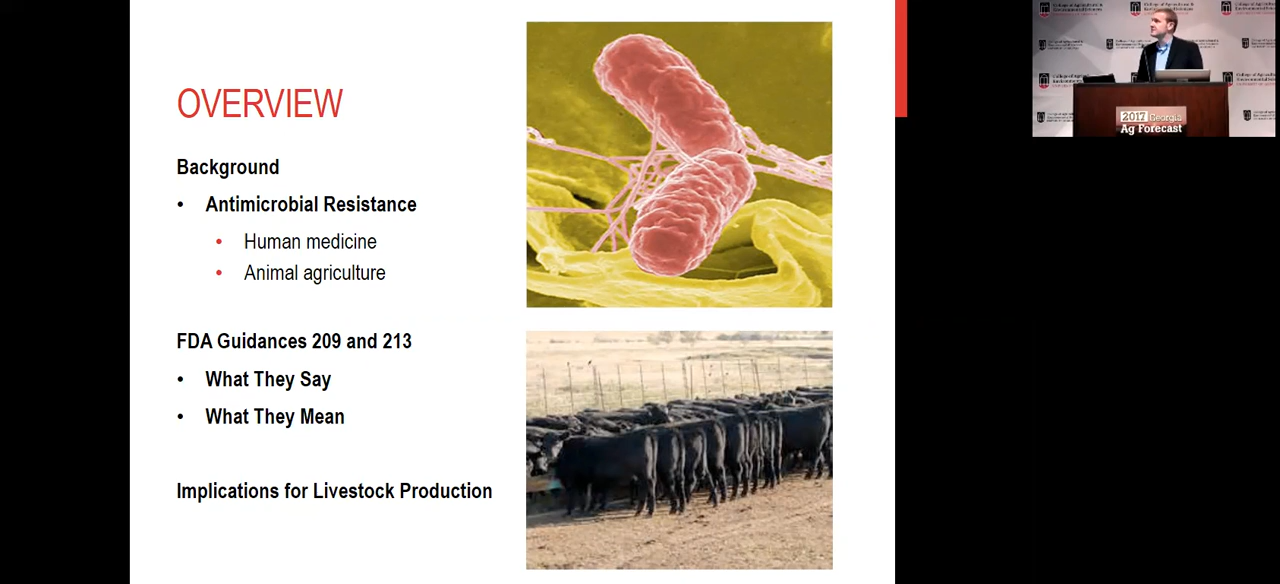 OVERVIEW
Background
• Antimicrobial Resistance
• Human medicine
• Animal agriculture
FDA Guidances 209 and 213
• What They Say
• What They Mean
Implications for Livestock Production
2017 Georgia
Ag Forecast